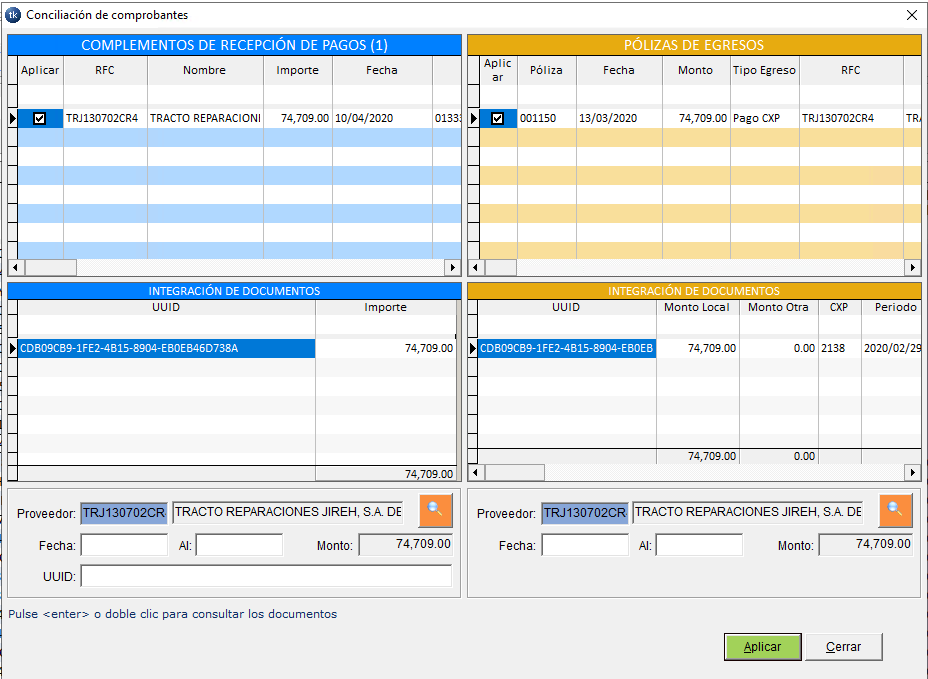 tk Conciliación de comprobantes
COMPLEMENTOS DE RECEPCIÓN DE PAGOS (1)
Aplicar RFC Nombre Importe Fecha
TRJ130702CR4 TRACTO REPARACIONI 74,709.00 10/04/2020 01333
PÓLIZAS DE EGRESOS
Aplic ar Póliza Fecha Monto Tipo Egreso RFC
001150 13/03/2020 74,709.00 Pago CXP TRJ130702CR4 TRA
INTEGRACIÓN DE DOCUMENTOS
UUID Importe
CDB09CB9-1FE2-4B15-8904-EB0EB46D738A 74,709.00
74,709.00
INTEGRACIÓN DE DOCUMENTOS
UUID Monto Local Monto Otra CXP Periodo
CDB09CB9-1FE2-4B15-8904-EB0EB 74,709.00 0.00 2138 2020/02/29
74,709.00 0.00
Proveedor: TRJ130702CR TRACTO REPARACIONES JIREH, S.A. DE
Fecha: Al: Monto: 74,709.00
UUID:
Proveedor: TRJ130702CR TRACTO REPARACIONES JIREH, S.A. DE
Fecha: Al: Monto: 74,709.00
Pulse <enter> o doble clic para consultar los documentos
Aplicar Cerrar